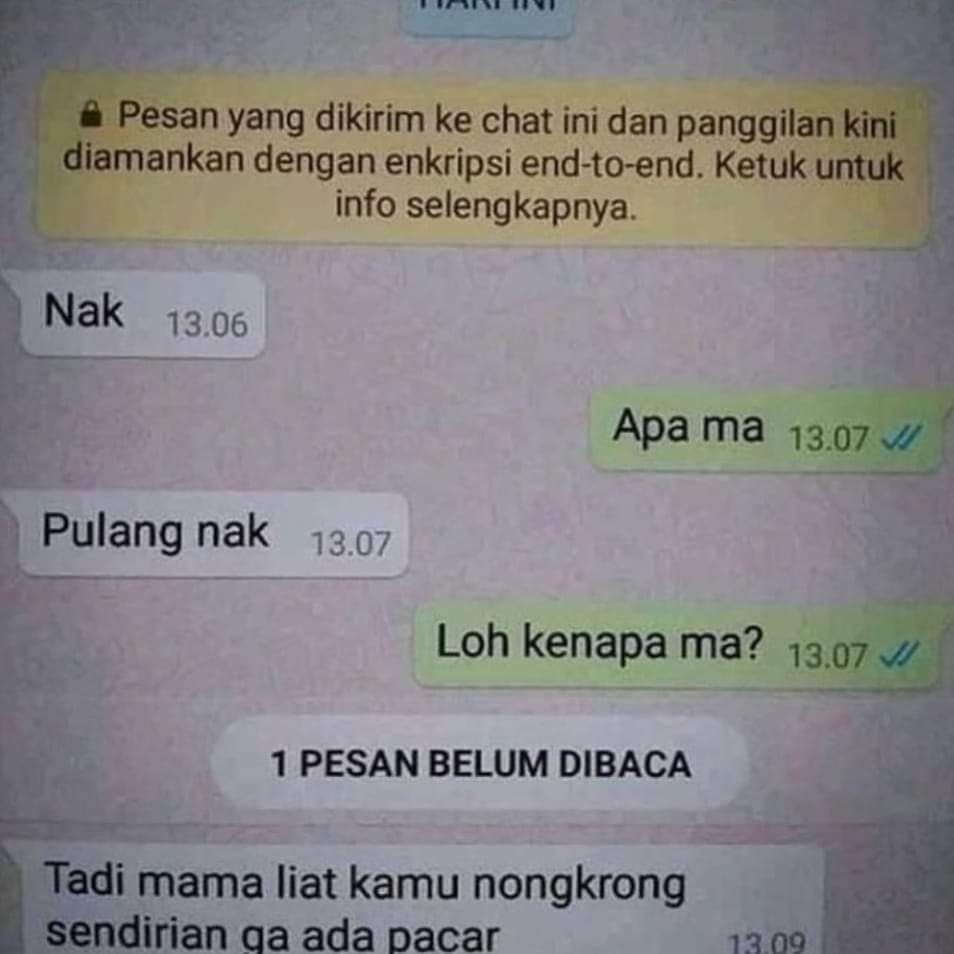 Pesan yang dikirim ke chat ini dan panggilan kini
diamankan dengan enkripsi end-to-end. Ketuk untuk
info selengkapnya.
Nak 13.06
Apa ma 13.07
Pulang nak 13.07
Loh kenapa ma? 13.07
1 PESAN BELUM DIBACA
Tadi mama liat kamu nongkrong
sendirian ga ada pacar 13.09